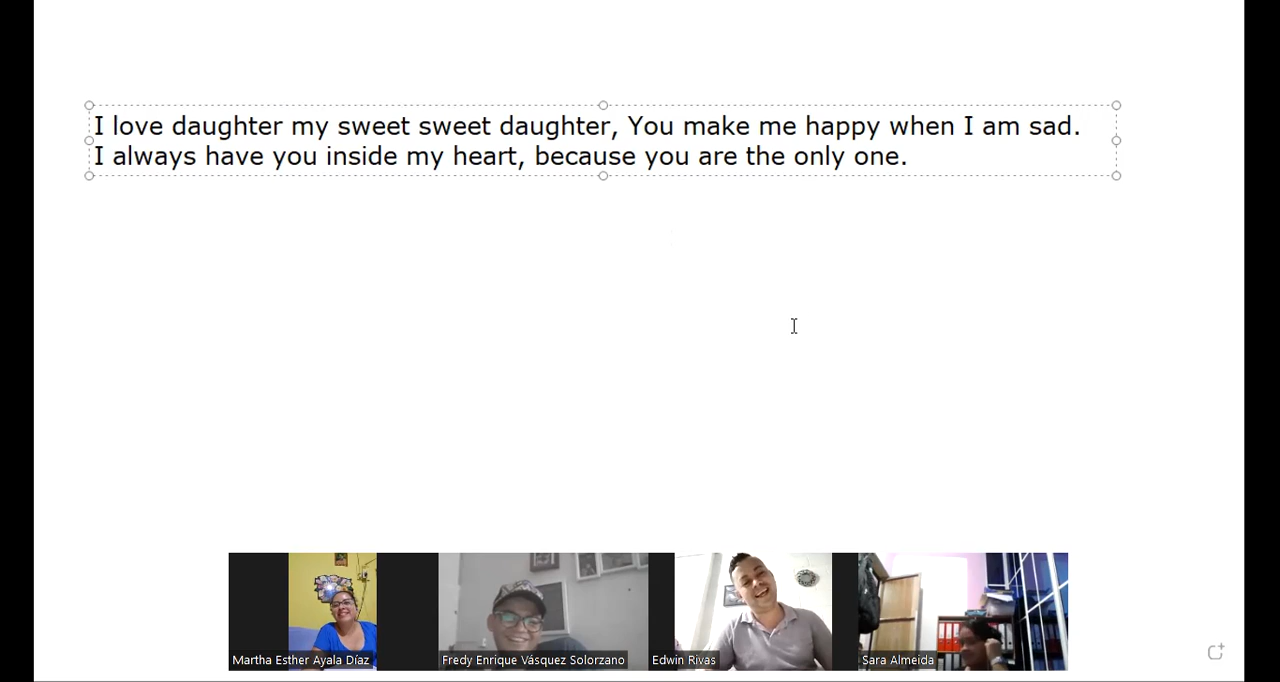 I love daughter my sweet sweet daughter, You make me happy when I am sad.
I always have you inside my heart, because you are the only one.
Martha Esther Ayala Díaz
Fredy Enrique Vásquez Solorzano
Edwin Rivas
Sara Almeida